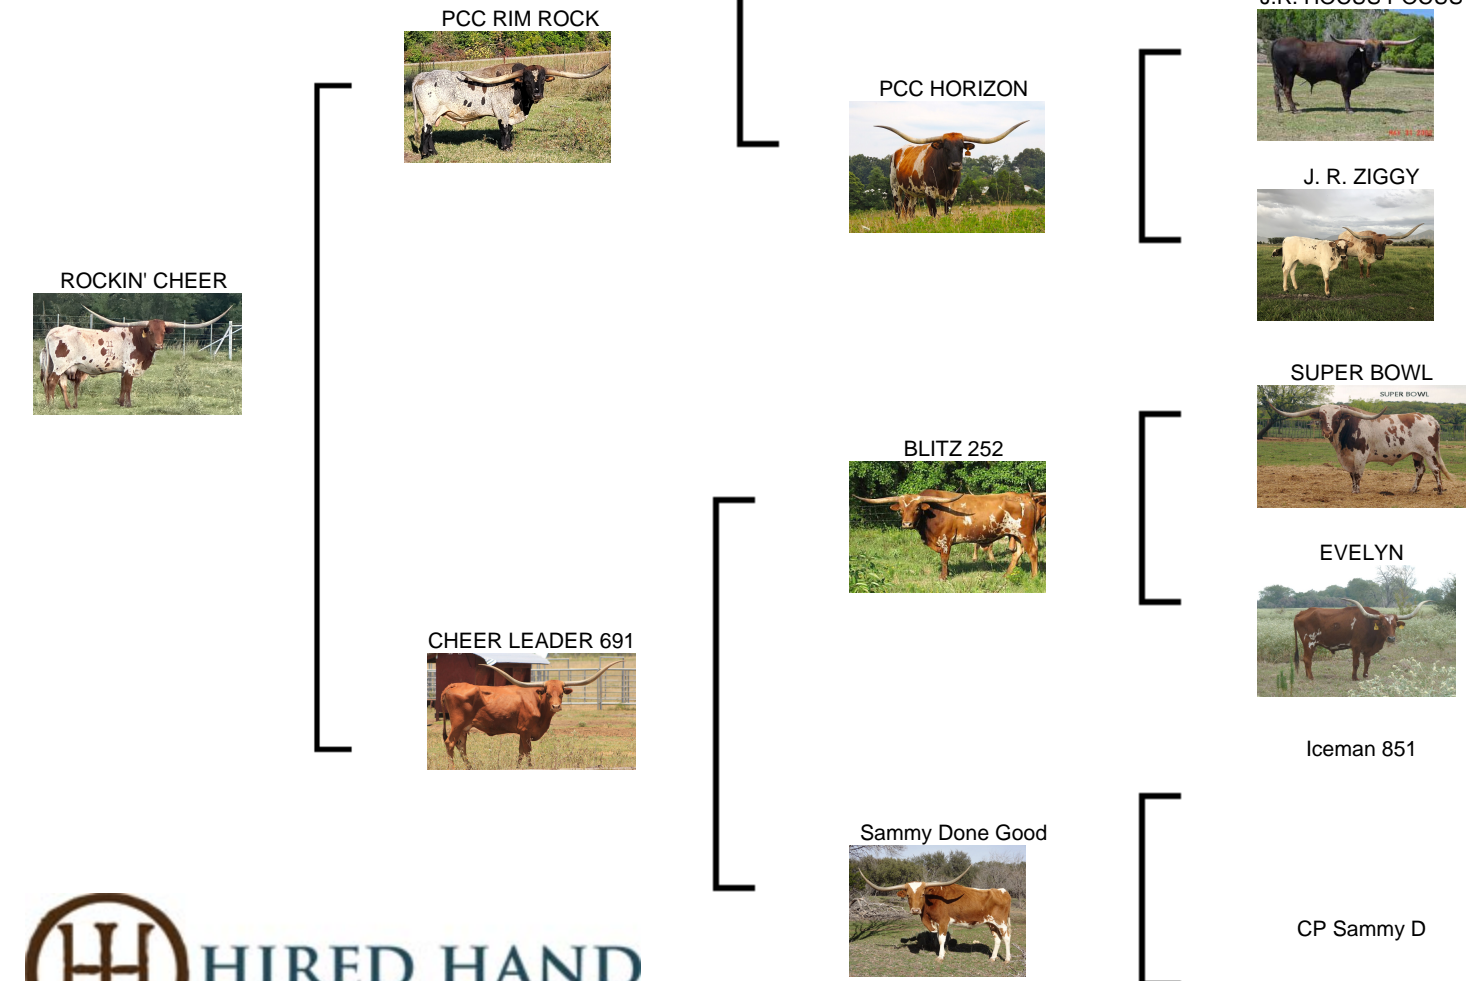 PCC RIM ROCK
PCC HORIZON
J. R. ZIGGY
ROCKIN' CHEER
SUPER BOWL
SUPER BOWL
BLITZ 252
EVELYN
CHEER LEADER 691
Iceman 851
Sammy Done Good
CP Sammy D
HIRED HAND